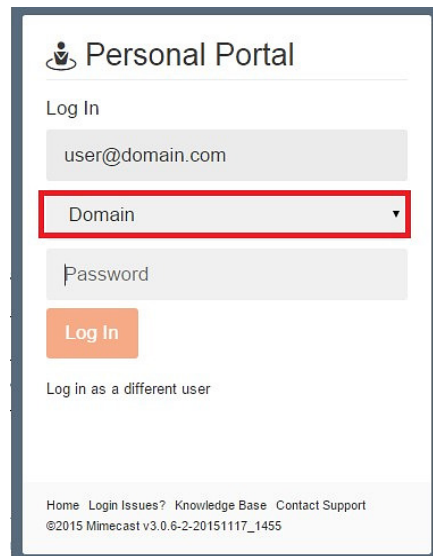 Personal Portal
Log In
user@domain.com
Domain
Password
Log In
Log in as a different user
Home Login Issues? Knowledge Base Contact Support
©2015 Mimecast v3.0.6-2-20151117_1455